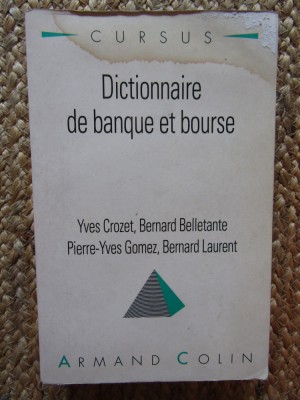 CURSUS
Dictionnaire
de banque et bourse
Yves Crozet, Bernard Belletante
Pierre-Yves Gomez, Bernard Laurent
ARMAND COLIN